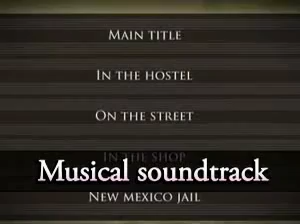 MAIN TITLE
IN THE HOSTEL
ON THE STREET
IN THE SHOP
Musical soundtrack
NEW MEXICO JAIL